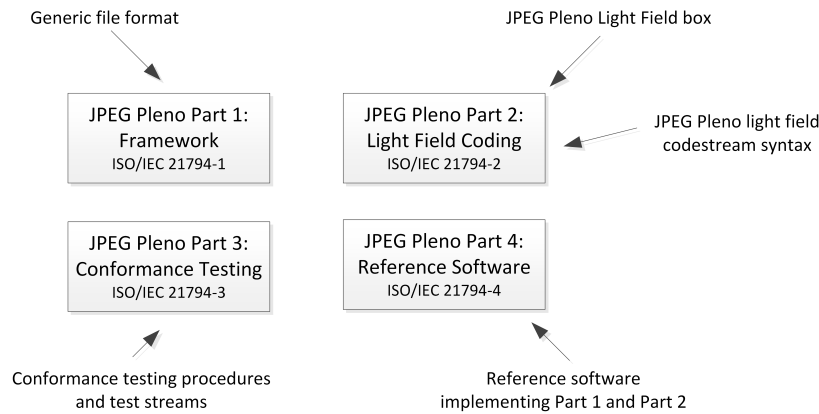 Generic file format
JPEG Pleno Light Field box
JPEG Pleno Part 1:
Framework
ISO/IEC 21794-1
JPEG Pleno Part 2:
Light Field Coding
ISO/IEC 21794-2
JPEG Pleno light field
codestream syntax
JPEG Pleno Part 3:
Conformance Testing
ISO/IEC 21794-3
JPEG Pleno Part 4:
Reference Software
ISO/IEC 21794-4
Conformance testing procedures
and test streams
Reference software
implementing Part 1 and Part 2